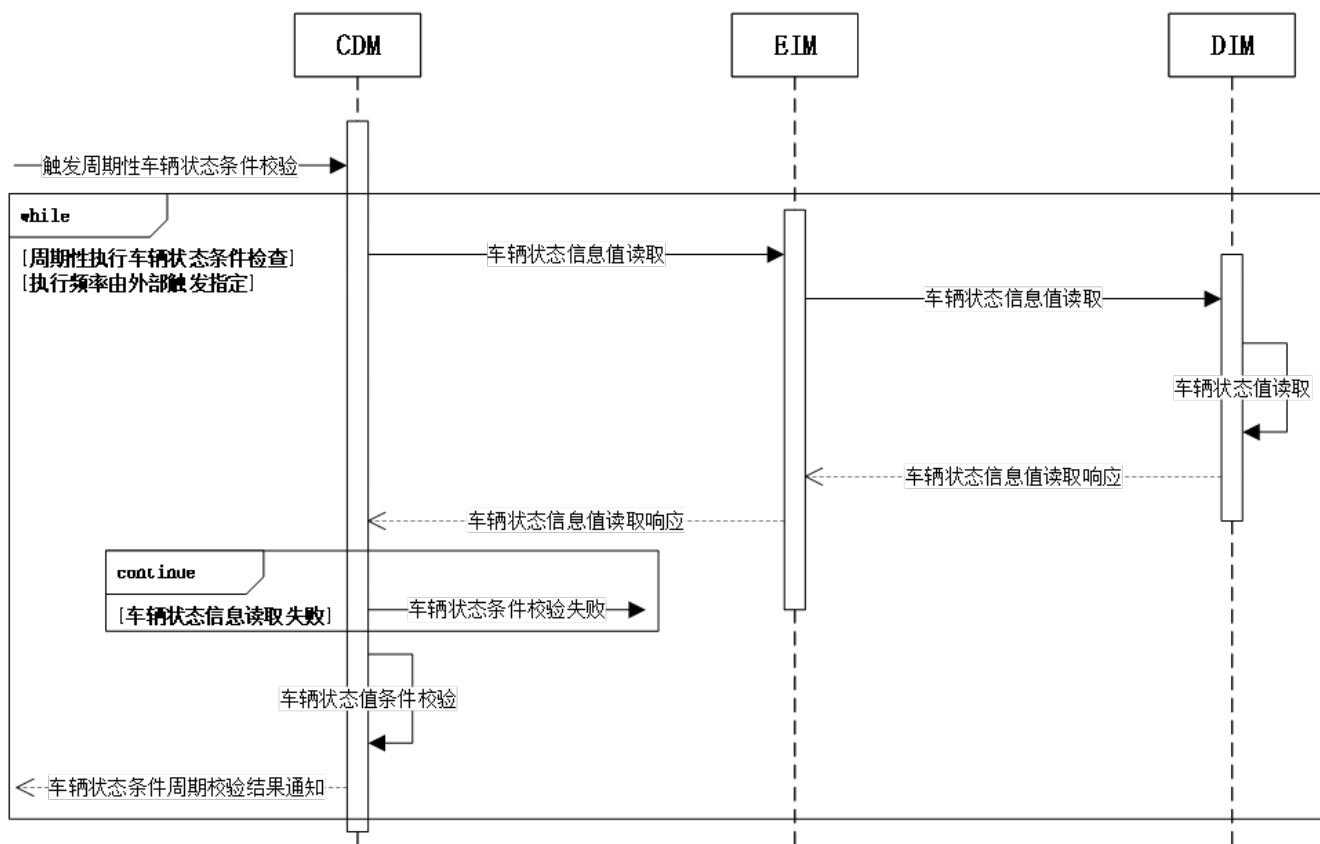 CDM
EIM
DIM
触发周期性车辆状态条件校验
while
[周期性执行车辆状态条件检查]
[执行频率由外部触发指定]
车辆状态信息值读取
车辆状态信息值读取
车辆状态值读取
车辆状态信息值读取响应
车辆状态信息值读取响应
continue
[车辆状态信息读取失败]
车辆状态条件校验失败
车辆状态值条件校验
车辆状态条件周期校验结果通知